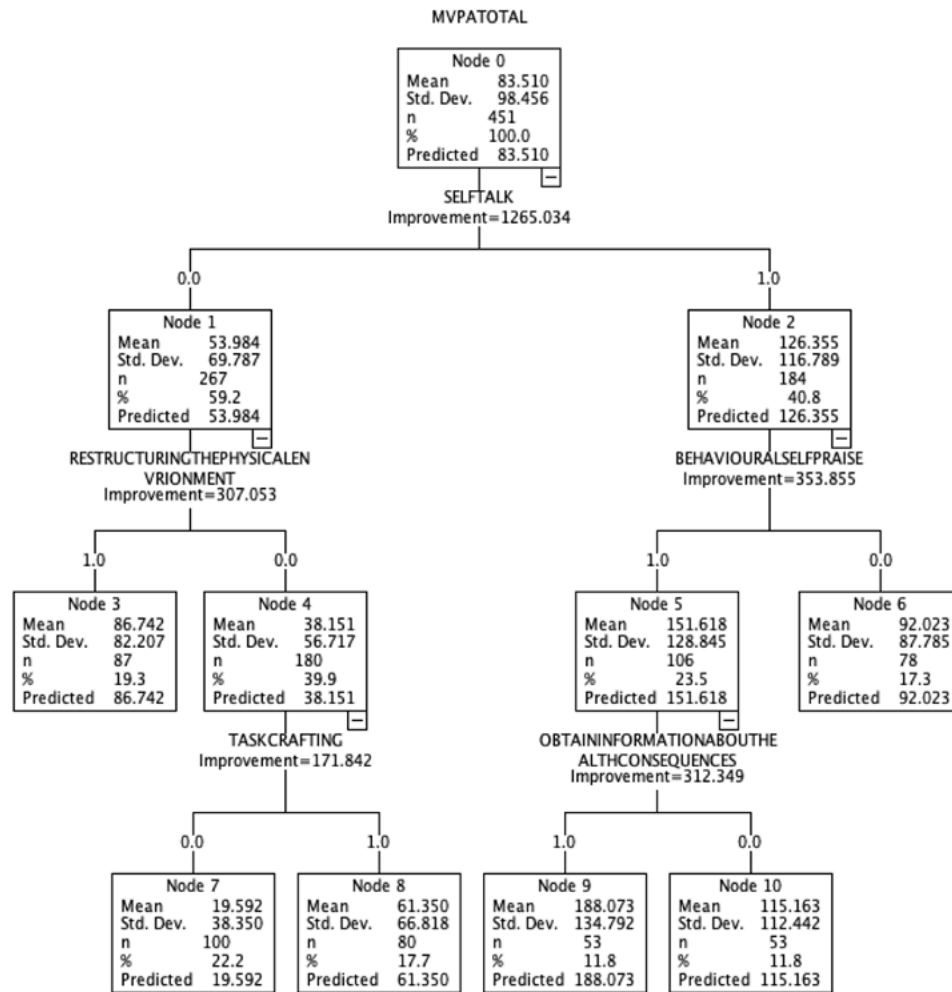 MVPATOTAL
Node 0
Mean 83.510
Std. Dev. 98.456
n 451
% 100.0
Predicted 83.510
SELFTALK
Improvement=1265.034
0.0
1.0
Node 1
Mean 53.984
Std. Dev. 69.787
n 267
% 59.2
Predicted 53.984
Node 2
Mean 126.355
Std. Dev. 116.789
n 184
% 40.8
Predicted 126.355
RESTRUCTURINGTHEPHYSICALEN
VRIONMENT
Improvement=307.053
BEHAVIOURALSELFPRAISE
Improvement=353.855
1.0
0.0
1.0
0.0
Node 3
Mean 86.742
Std. Dev. 82.207
n 87
% 19.3
Predicted 86.742
Node 4
Mean 38.151
Std. Dev. 56.717
n 180
% 39.9
Predicted 38.151
Node 5
Mean 151.618
Std. Dev. 128.845
n 106
% 23.5
Predicted 151.618
Node 6
Mean 92.023
Std. Dev. 87.785
n 78
% 17.3
Predicted 92.023
TASKCRAFTING
Improvement=171.842
OBTAININFORMATIONABOUTHE
ALTHCONSEQUENCES
Improvement=312.349
0.0
1.0
1.0
0.0
Node 7
Mean 19.592
Std. Dev. 38.350
n 100
% 22.2
Predicted 19.592
Node 8
Mean 61.350
Std. Dev. 66.818
n 80
% 17.7
Predicted 61.350
Node 9
Mean 188.073
Std. Dev. 134.792
n 53
% 11.8
Predicted 188.073
Node 10
Mean 115.163
Std. Dev. 112.442
n 53
% 11.8
Predicted 115.163